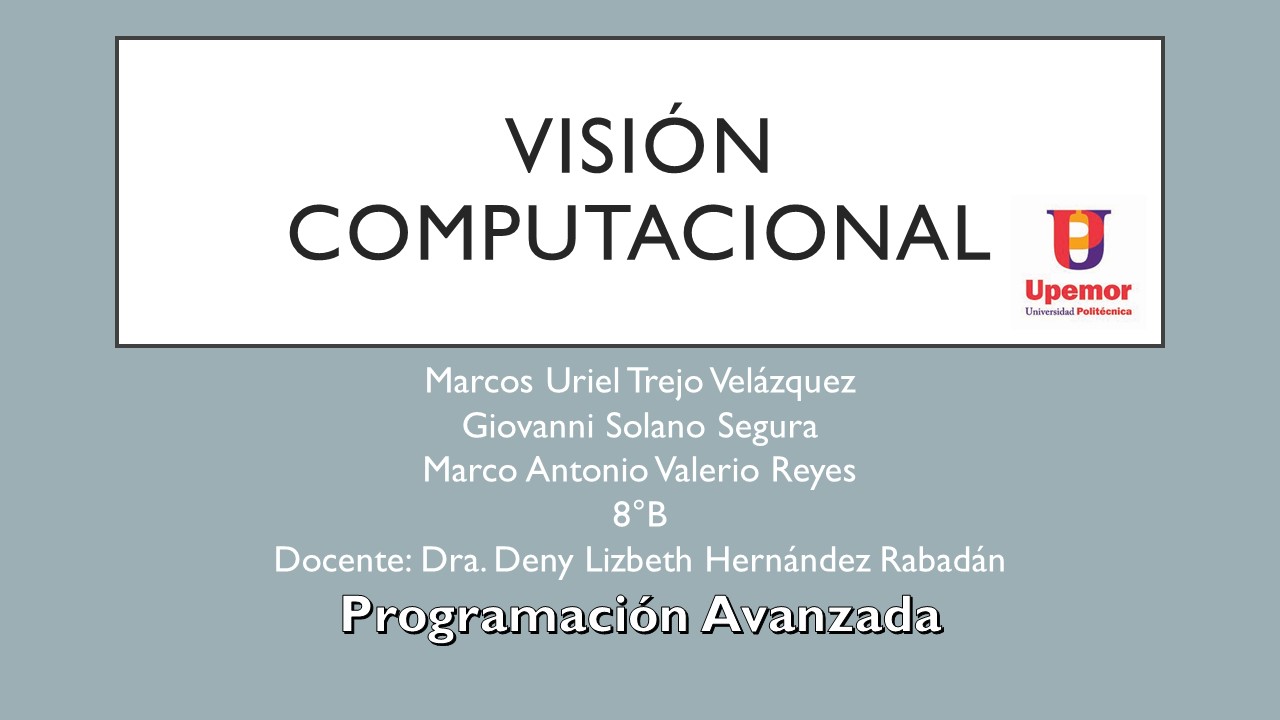 VISIÓN
COMPUTACIONAL
Upemor
Universidad Politécnica
Marcos Uriel Trejo Velázquez
Giovanni Solano Segura
Marco Antonio Valerio Reyes
8°B
Docente: Dra. Deny Lizbeth Hernández Rabadán
Programación Avanzada